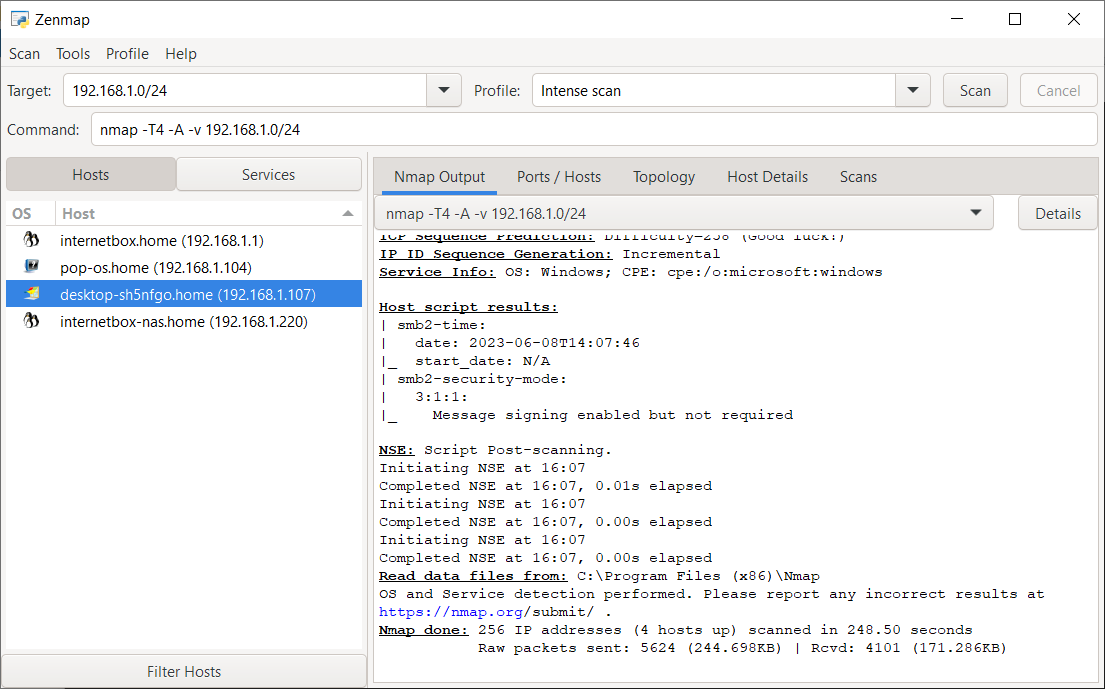 Zenmap
Scan Tools Profile Help
Target: 192.168.1.0/24 Profile: Intense scan Scan Cancel
Command: nmap -T4 -A -v 192.168.1.0/24
Hosts Services
OS Host
internetbox.home (192.168.1.1)
pop-os.home (192.168.1.104)
desktop-sh5nfgo.home (192.168.1.107)
internetbox-nas.home (192.168.1.220)
Filter Hosts
Nmap Output Ports / Hosts Topology Host Details Scans
nmap -T4 -A -v 192.168.1.0/24 Details
TCP Sequence Prediction: Difficulty=258 (Good luck!)
IP ID Sequence Generation: Incremental
Service Info: OS: Windows; CPE: cpe:/o:microsoft:windows
Host script results:
| smb2-time:
|   date: 2023-06-08T14:07:46
|_  start_date: N/A
| smb2-security-mode:
|   3:1:1:
|_    Message signing enabled but not required
NSE: Script Post-scanning.
Initiating NSE at 16:07
Completed NSE at 16:07, 0.01s elapsed
Initiating NSE at 16:07
Completed NSE at 16:07, 0.00s elapsed
Initiating NSE at 16:07
Completed NSE at 16:07, 0.00s elapsed
Read data files from: C:\Program Files (x86)\Nmap
OS and Service detection performed. Please report any incorrect results at
https://nmap.org/submit/ .
Nmap done: 256 IP addresses (4 hosts up) scanned in 248.50 seconds
Raw packets sent: 5624 (244.698KB) | Rcvd: 4101 (171.286KB)